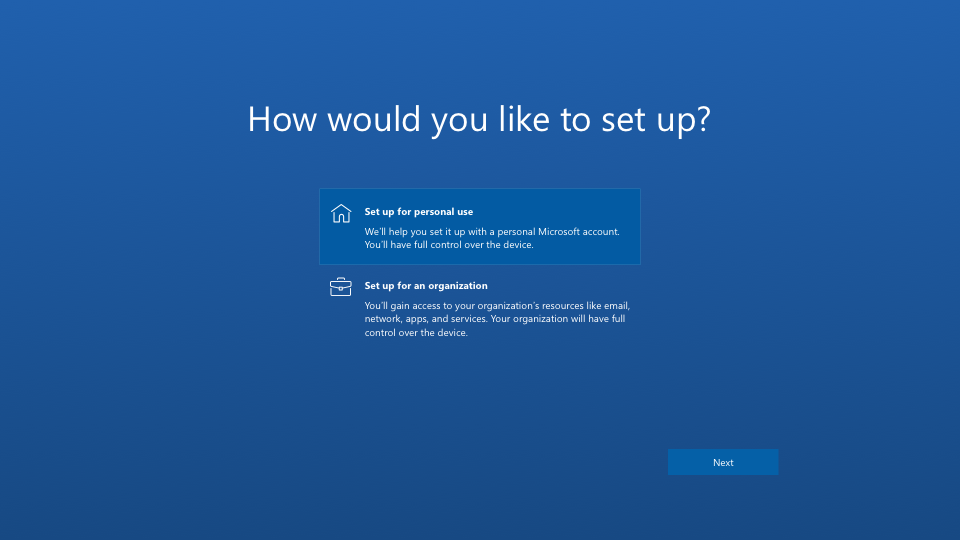 How would you like to set up?
Set up for personal use
We'll help you set it up with a personal Microsoft account.
You'll have full control over the device.
Set up for an organization
You'll gain access to your organization's resources like email,
network, apps, and services. Your organization will have full
control over the device.
Next